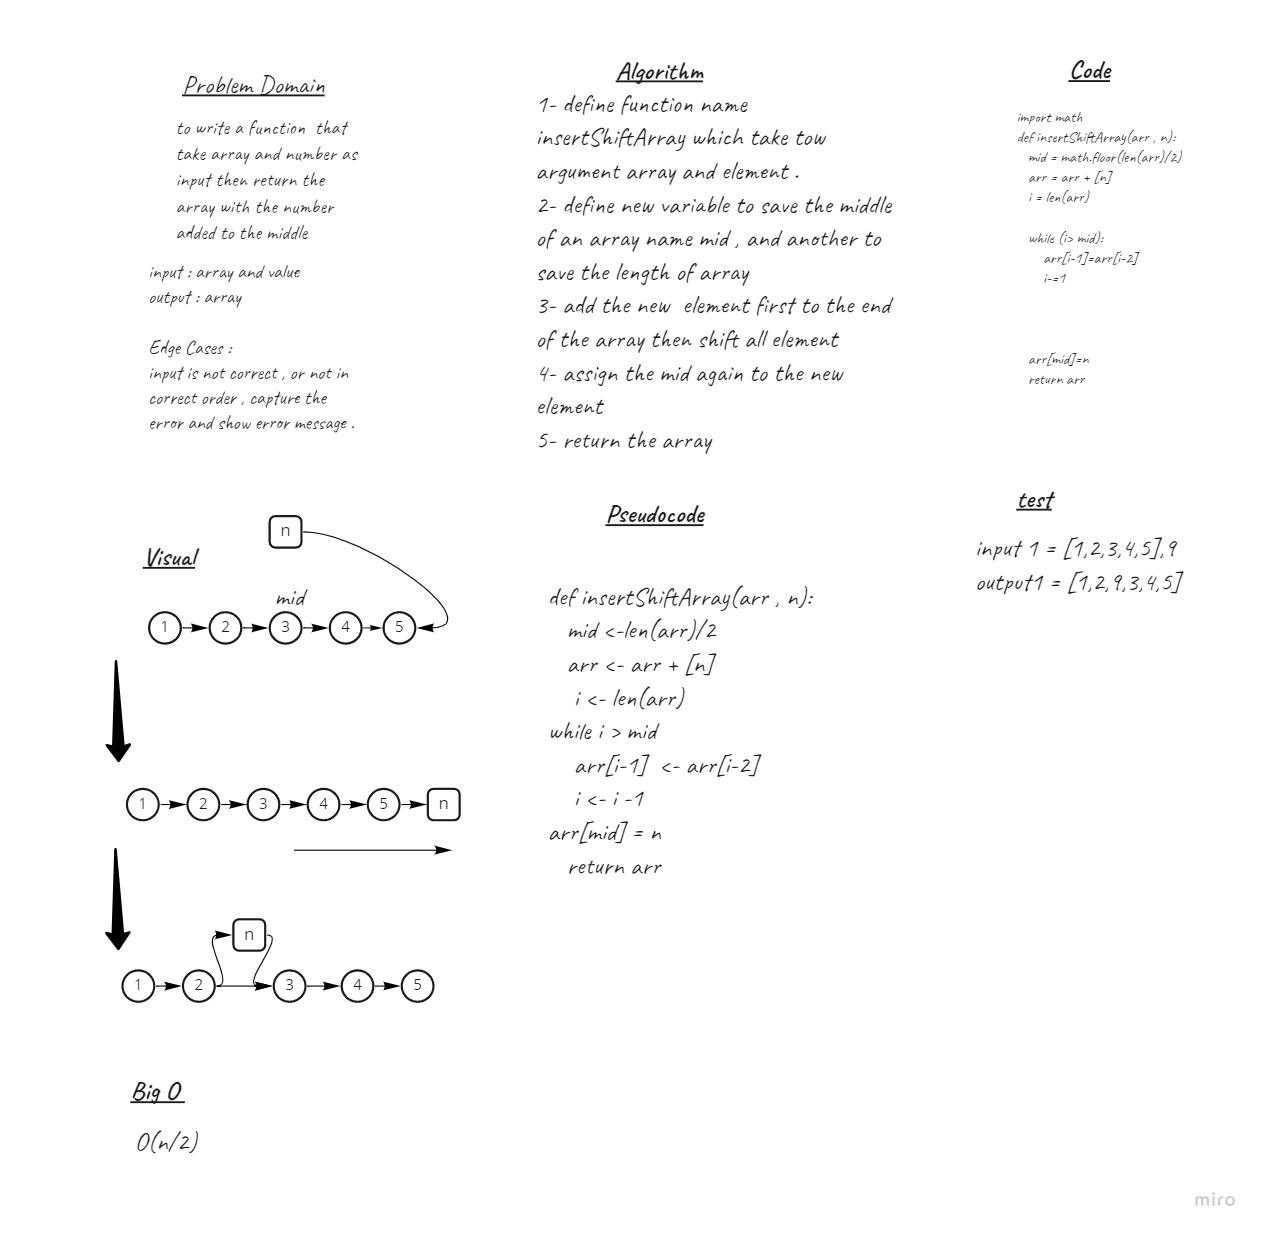 Problem Domain
to write a function that
take array and number as
input then return the
array with the number
added to the middle
input : array and value
output : array
Edge Cases :
input is not correct , or not in
correct order , capture the
error and show error message .
Algorithm
1- define function name
insertShiftArray which take tow
argument array and element .
2- define new variable to save the middle
of an array name mid , and another to
save the length of array
3- add the new element first to the end
of the array then shift all element
4- assign the mid again to the new
element
5- return the array
Code
import math
def insertShiftArray(arr , n):
mid = math.floor(len(arr)/2)
arr = arr + [n]
i = len(arr)
while (i> mid):
arr[i-1]=arr[i-2]
i-=1
arr[mid]=n
return arr
Visual
n
mid
1 2 3 4 5
1 2 3 4 5 n
n
1 2 3 4 5
Pseudocode
def insertShiftArray(arr , n):
mid <-len(arr)/2
arr <- arr + [n]
i <- len(arr)
while i > mid
arr[i-1] <- arr[i-2]
i <- i -1
arr[mid] = n
return arr
test
input 1 = [1,2,3,4,5],9
output1 = [1,2,9,3,4,5]
Big O
O(n/2)
miro